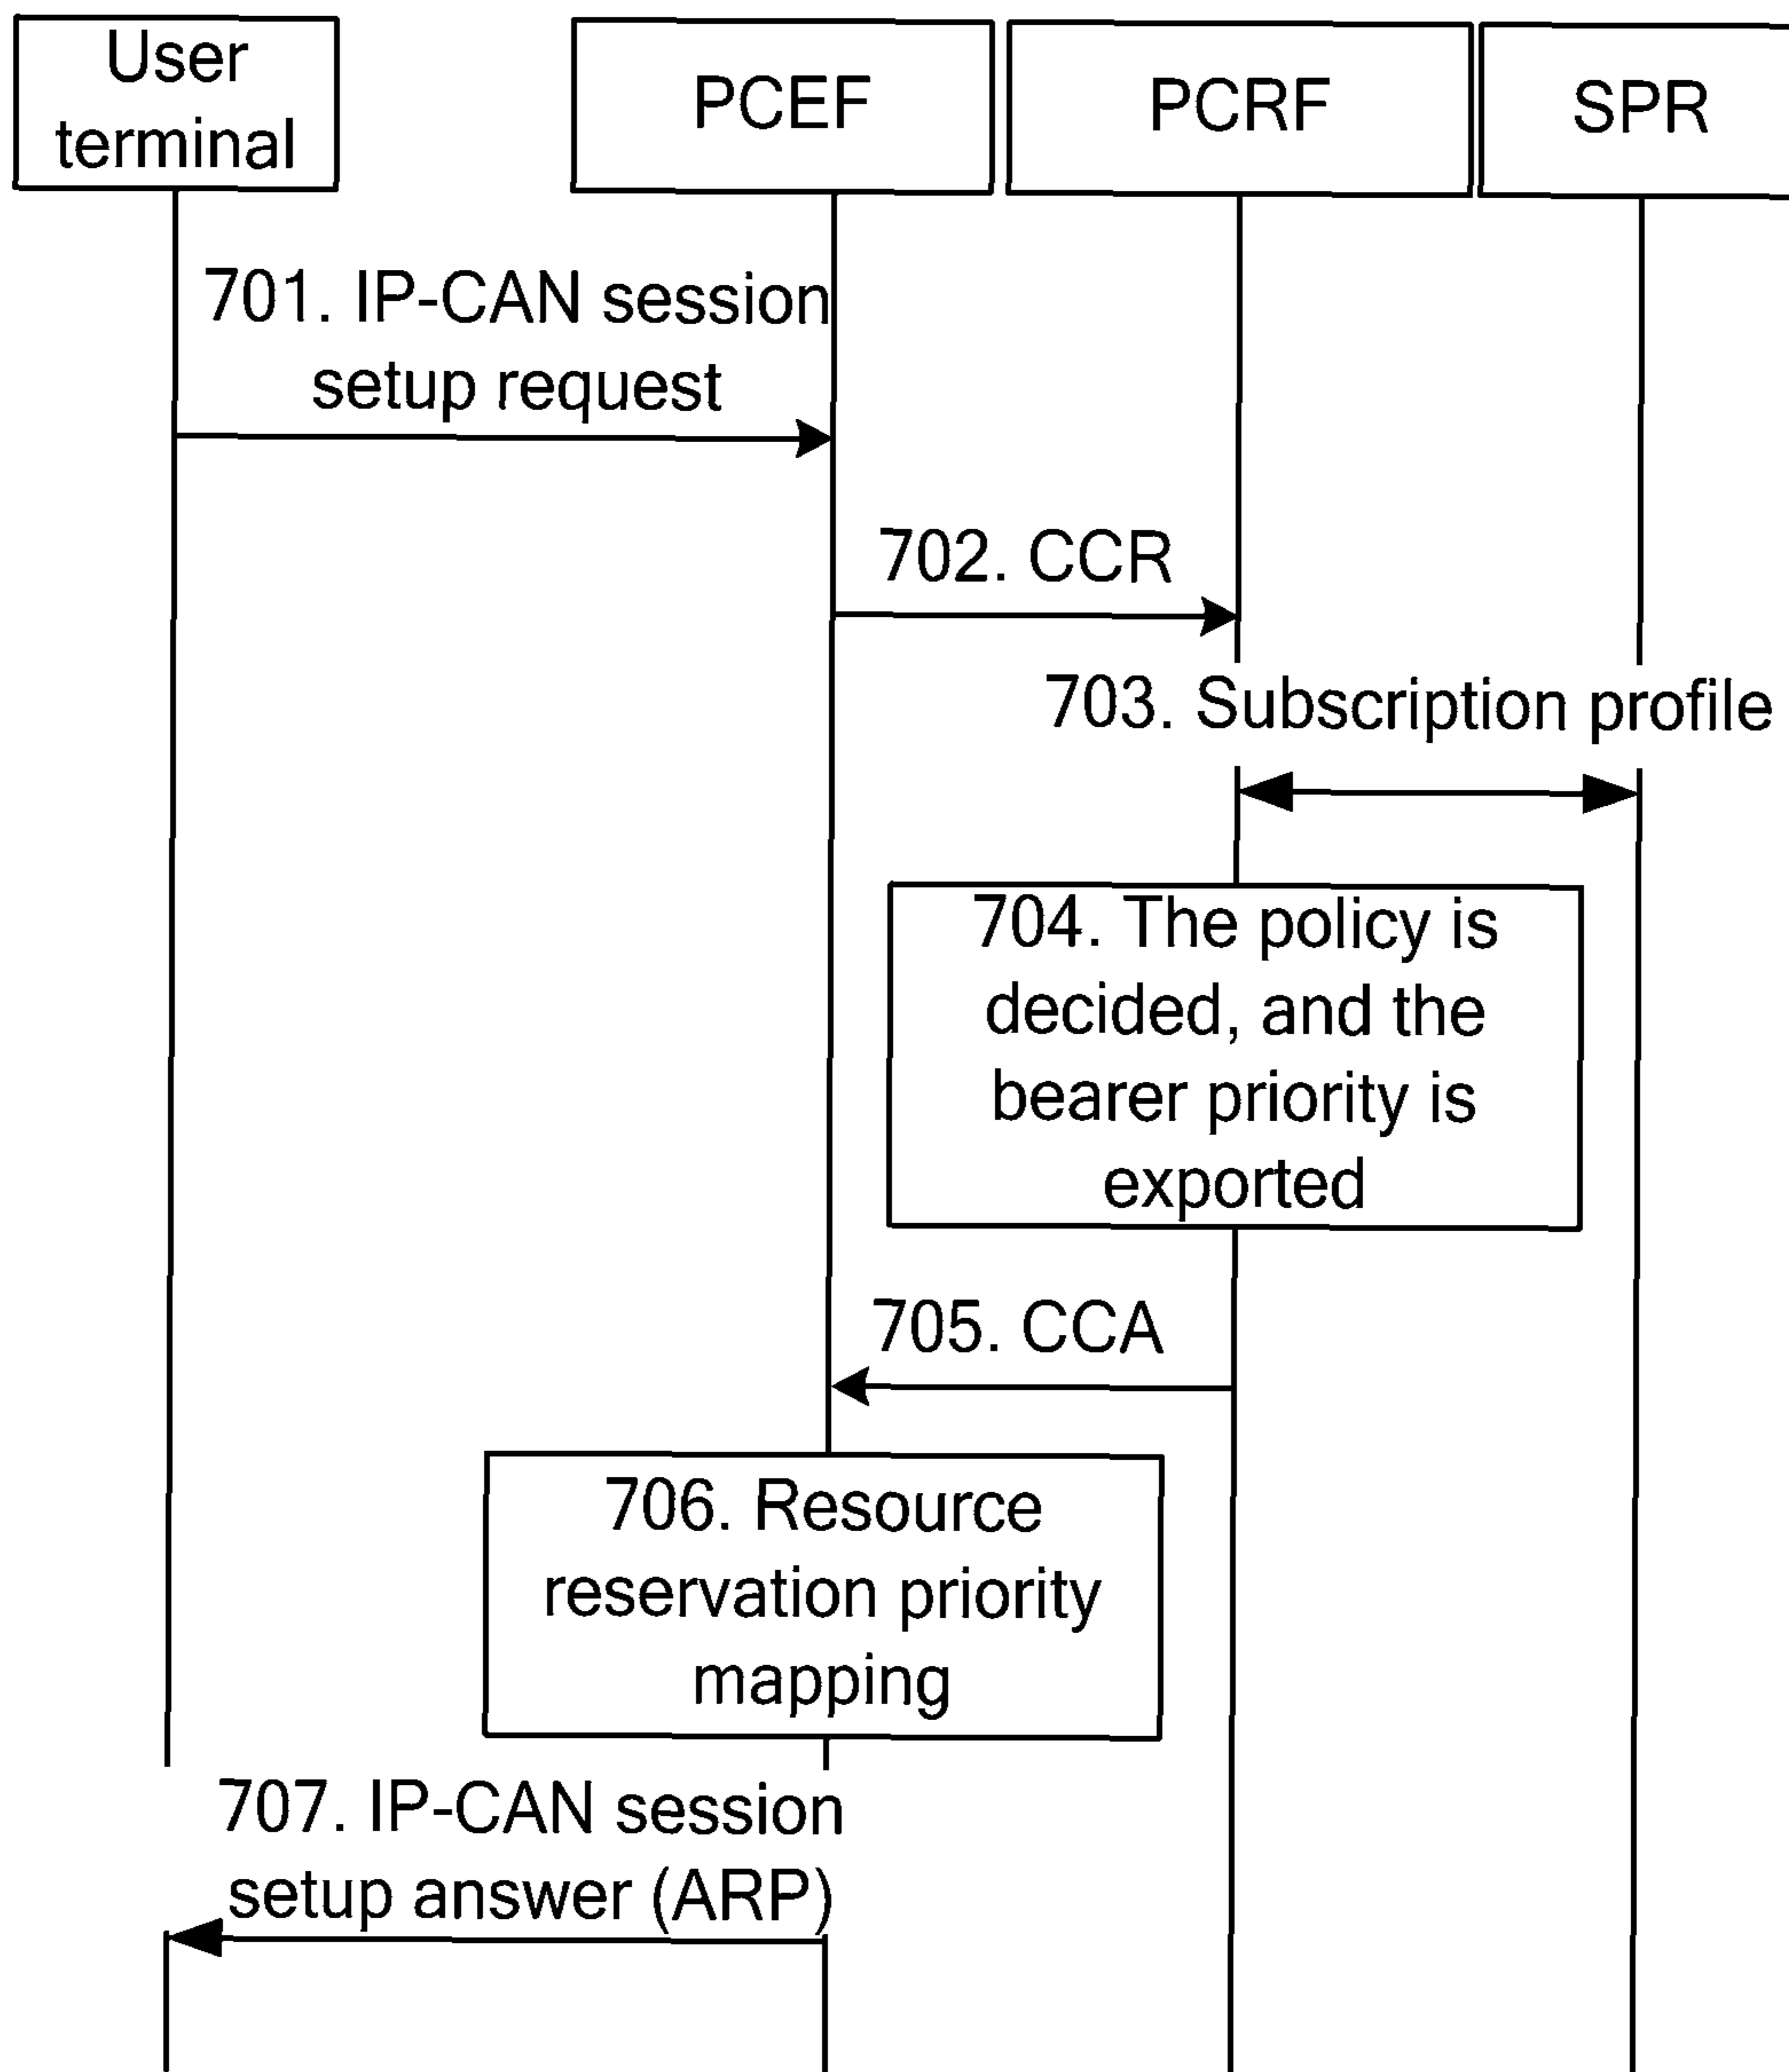 User
terminal
PCEF
PCRF
SPR
701. IP-CAN session
setup request
702. CCR
703. Subscription profile
704. The policy is
decided, and the
bearer priority is
exported
705. CCA
706. Resource
reservation priority
mapping
707. IP-CAN session
setup answer (ARP)